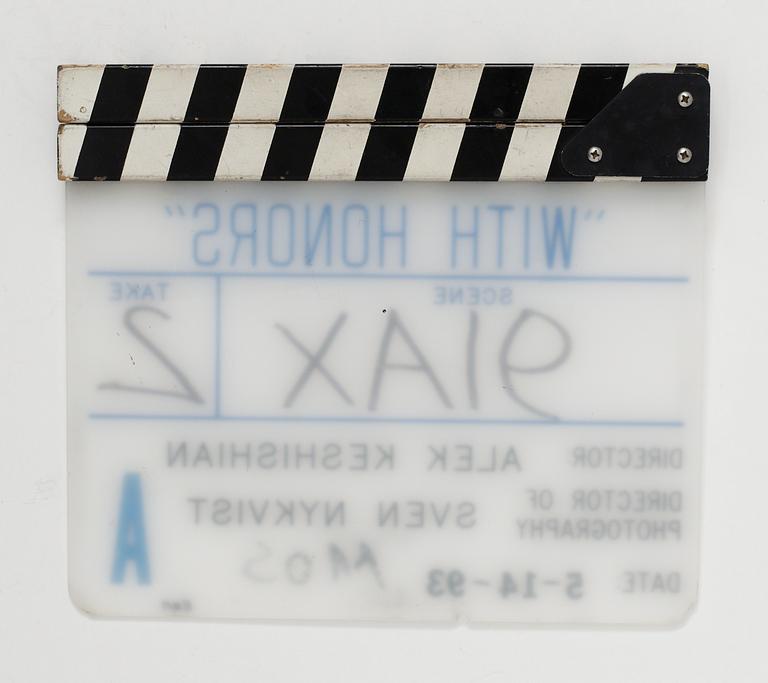 "WITH HONORS"
SCENE TAKE
91AX 2
DIRECTOR ALEK KESHISHIAN
DIRECTOR OF PHOTOGRAPHY SVEN NYKVIST
A
MOS
DATE 5-14-93